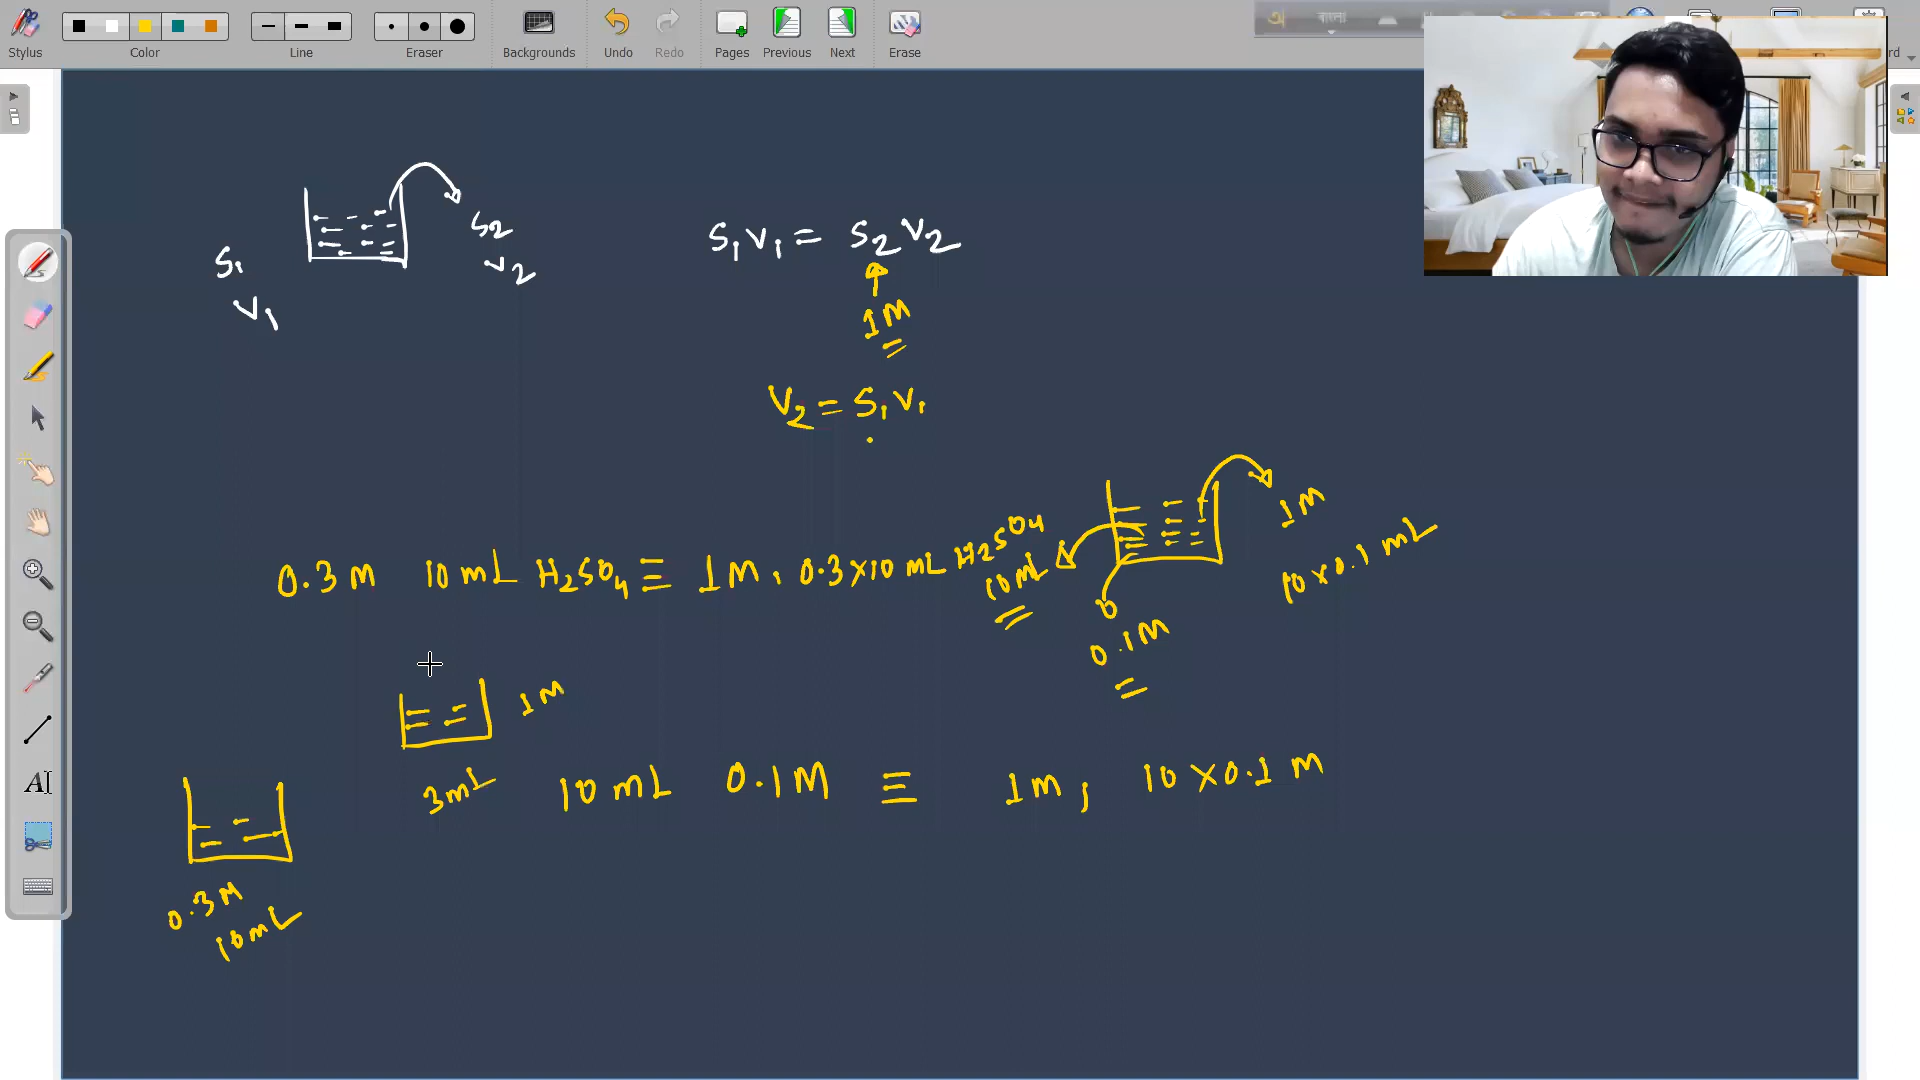 Stylus
Color
Line
Eraser
Backgrounds
Undo
Redo
Pages
Previous
Next
Erase
S₁
V₁
S₂
V₂
S₁V₁ = S₂V₂
1M
V₂ = S₁V₁
0.3 M 10 mL H₂SO₄ ≡ 1M, 0.3×10 mL H₂SO₄
10 mL
0.1M
1M
10×0.1 mL
1M
3mL
10 mL 0.1M ≡ 1M, 10×0.1 M
0.3M
10mL